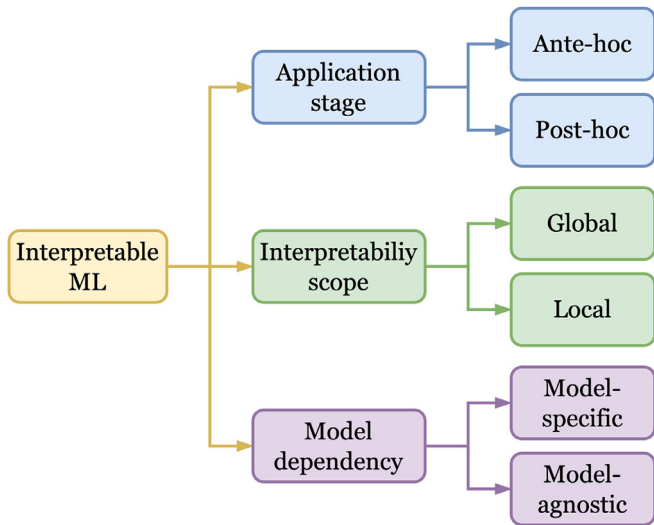 Interpretable
ML
Application
stage
Ante-hoc
Post-hoc
Interpretabiliy
scope
Global
Local
Model
dependency
Model-
specific
Model-
agnostic